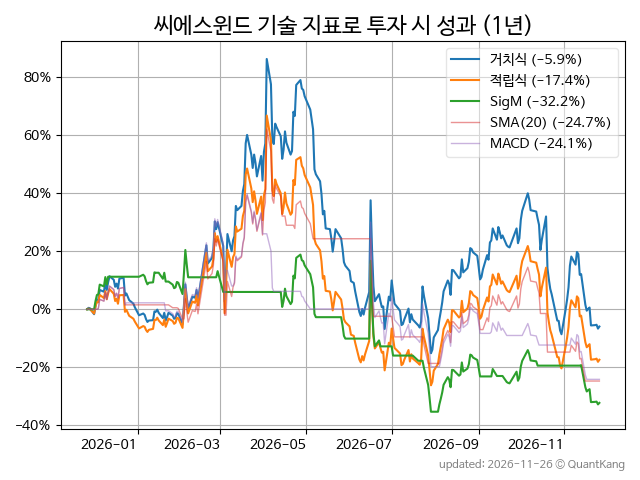 씨에스윈드 기술 지표로 투자 시 성과 (1년)
거치식 (−5.9%)
적립식 (−17.4%)
SigM (−32.2%)
SMA(20) (−24.7%)
MACD (−24.1%)
80%
60%
40%
20%
0%
−20%
−40%
2026-01
2026-03
2026-05
2026-07
2026-09
2026-11
updated: 2026-11-26 ⓒ QuantKang